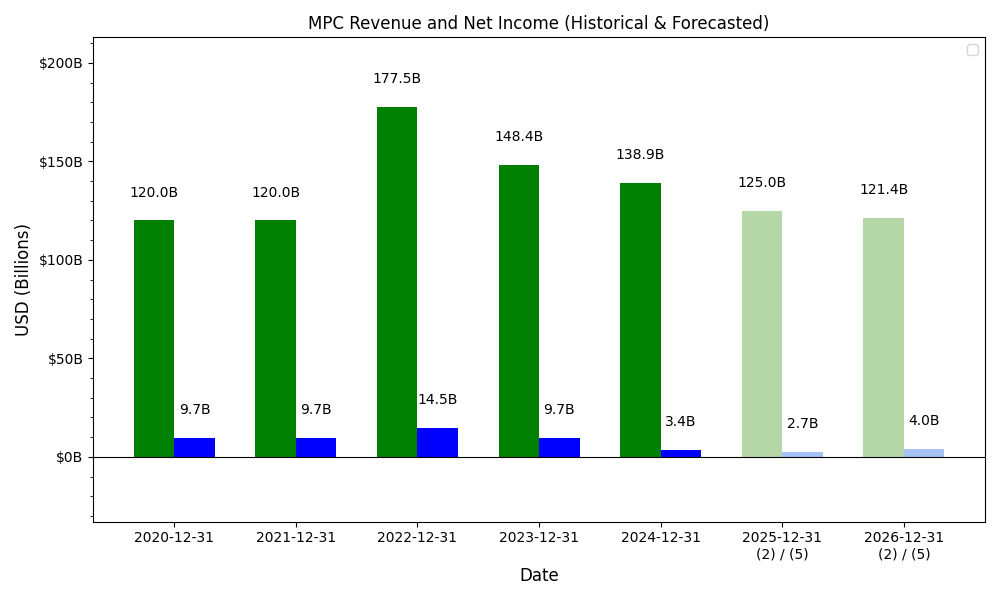 MPC Revenue and Net Income (Historical & Forecasted)
$200B
$150B
$100B
$50B
$0B
USD (Billions)
120.0B
9.7B
120.0B
9.7B
177.5B
14.5B
148.4B
9.7B
138.9B
3.4B
125.0B
2.7B
121.4B
4.0B
2020-12-31
2021-12-31
2022-12-31
2023-12-31
2024-12-31
2025-12-31
(2) / (5)
2026-12-31
(2) / (5)
Date